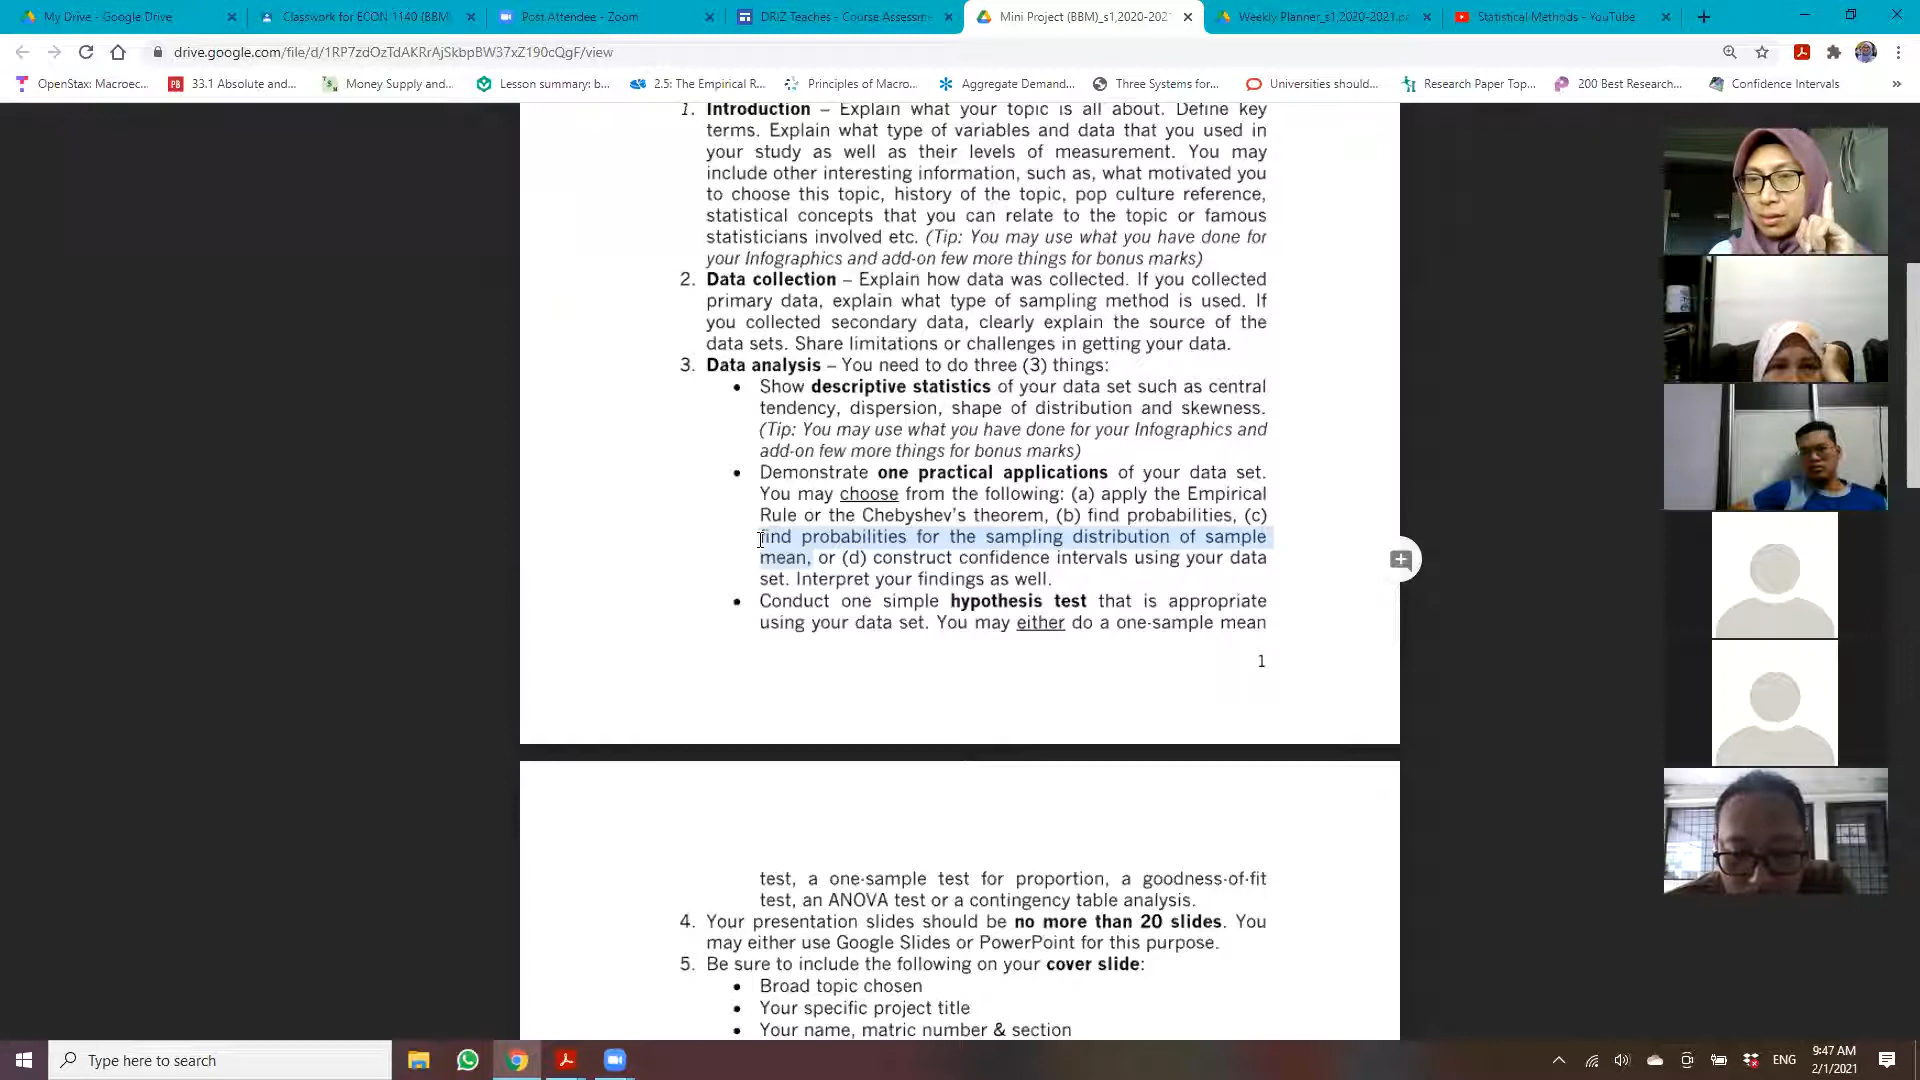 My Drive - Google Drive
Classwork for ECON 1140 (BBM
Post Attendee - Zoom
DRIZ Teaches - Course Assessm
Mini Project (BBM)_s1,2020-2021
Weekly Planner_s1,2020-2021.p
Statistical Methods - YouTube
drive.google.com/file/d/1RP7zdOzTdAKRrAjSkbpBW37xZ190cQgF/view
OpenStax: Macroec...
33.1 Absolute and...
Money Supply and...
Lesson summary: b...
2.5: The Empirical R...
Principles of Macro...
Aggregate Demand...
Three Systems for...
Universities should...
Research Paper Top...
200 Best Research...
Confidence Intervals
»
1. Introduction – Explain what your topic is all about. Define key
terms. Explain what type of variables and data that you used in
your study as well as their levels of measurement. You may
include other interesting information, such as, what motivated you
to choose this topic, history of the topic, pop culture reference,
statistical concepts that you can relate to the topic or famous
statisticians involved etc. (Tip: You may use what you have done for
your Infographics and add-on few more things for bonus marks)
2. Data collection – Explain how data was collected. If you collected
primary data, explain what type of sampling method is used. If
you collected secondary data, clearly explain the source of the
data sets. Share limitations or challenges in getting your data.
3. Data analysis – You need to do three (3) things:
• Show descriptive statistics of your data set such as central
tendency, dispersion, shape of distribution and skewness.
(Tip: You may use what you have done for your Infographics and
add-on few more things for bonus marks)
• Demonstrate one practical applications of your data set.
You may choose from the following: (a) apply the Empirical
Rule or the Chebyshev's theorem, (b) find probabilities, (c)
find probabilities for the sampling distribution of sample
mean, or (d) construct confidence intervals using your data
set. Interpret your findings as well.
• Conduct one simple hypothesis test that is appropriate
using your data set. You may either do a one-sample mean
1
test, a one-sample test for proportion, a goodness-of-fit
test, an ANOVA test or a contingency table analysis.
4. Your presentation slides should be no more than 20 slides. You
may either use Google Slides or PowerPoint for this purpose.
5. Be sure to include the following on your cover slide:
• Broad topic chosen
• Your specific project title
• Your name, matric number & section
Type here to search
ENG
9:47 AM
2/1/2021